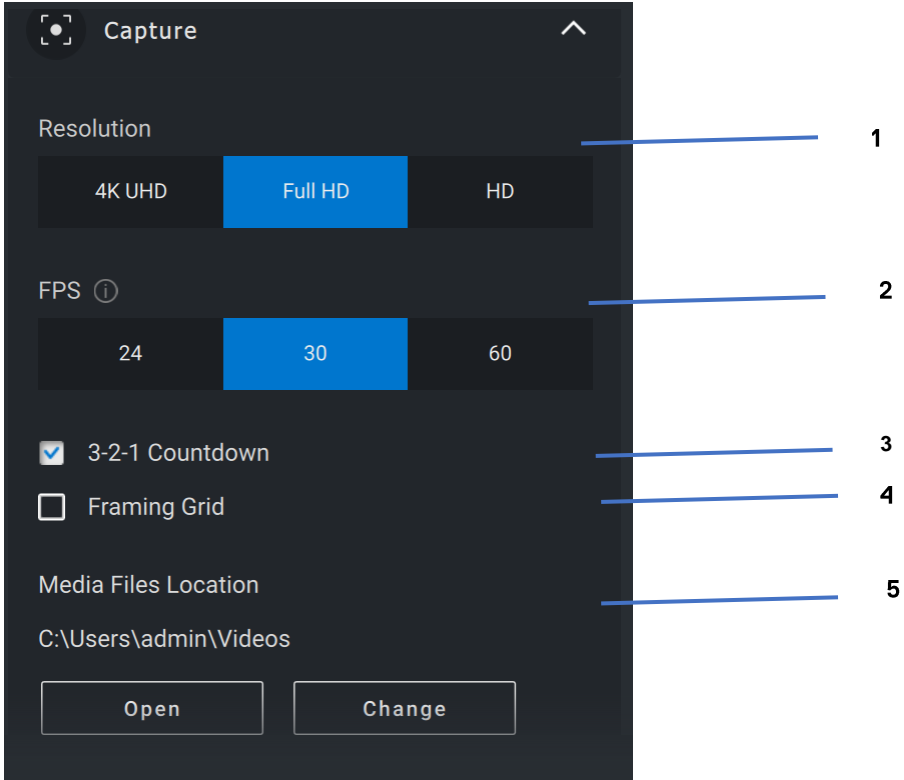 Capture
Resolution
1
4K UHD Full HD HD
FPS
2
24 30 60
3-2-1 Countdown
3
Framing Grid
4
Media Files Location
5
C:\Users\admin\Videos
Open Change